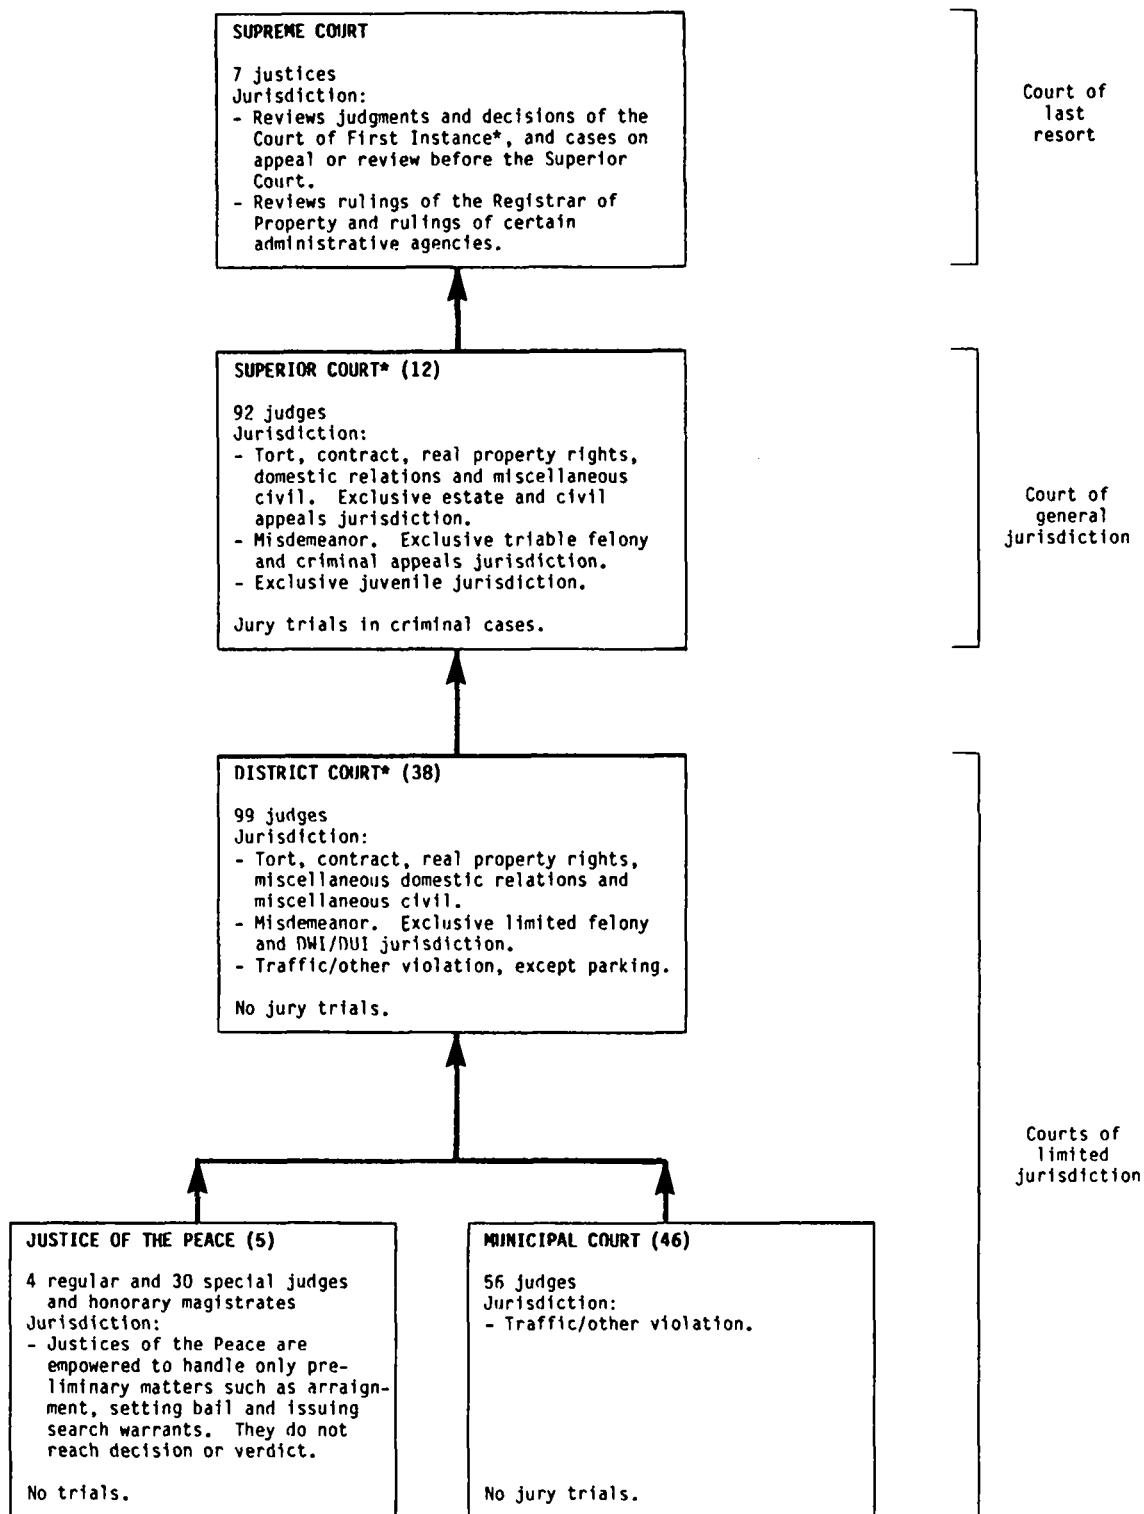 SUPREME COURT
7 justices
Jurisdiction:
- Reviews judgments and decisions of the
Court of First Instance*, and cases on
appeal or review before the Superior
Court.
- Reviews rulings of the Registrar of
Property and rulings of certain
administrative agencies.
Court of
last
resort
SUPERIOR COURT* (12)
92 judges
Jurisdiction:
- Tort, contract, real property rights,
domestic relations and miscellaneous
civil. Exclusive estate and civil
appeals jurisdiction.
- Misdemeanor. Exclusive triable felony
and criminal appeals jurisdiction.
- Exclusive juvenile jurisdiction.
Jury trials in criminal cases.
Court of
general
jurisdiction
DISTRICT COURT* (38)
99 judges
Jurisdiction:
- Tort, contract, real property rights,
miscellaneous domestic relations and
miscellaneous civil.
- Misdemeanor. Exclusive limited felony
and DWI/DUI jurisdiction.
- Traffic/other violation, except parking.
No jury trials.
Courts of
limited
jurisdiction
JUSTICE OF THE PEACE (5)
4 regular and 30 special judges
and honorary magistrates
Jurisdiction:
- Justices of the Peace are
empowered to handle only pre-
liminary matters such as arraign-
ment, setting bail and issuing
search warrants. They do not
reach decision or verdict.
No trials.
MUNICIPAL COURT (46)
56 judges
Jurisdiction:
- Traffic/other violation.
No jury trials.